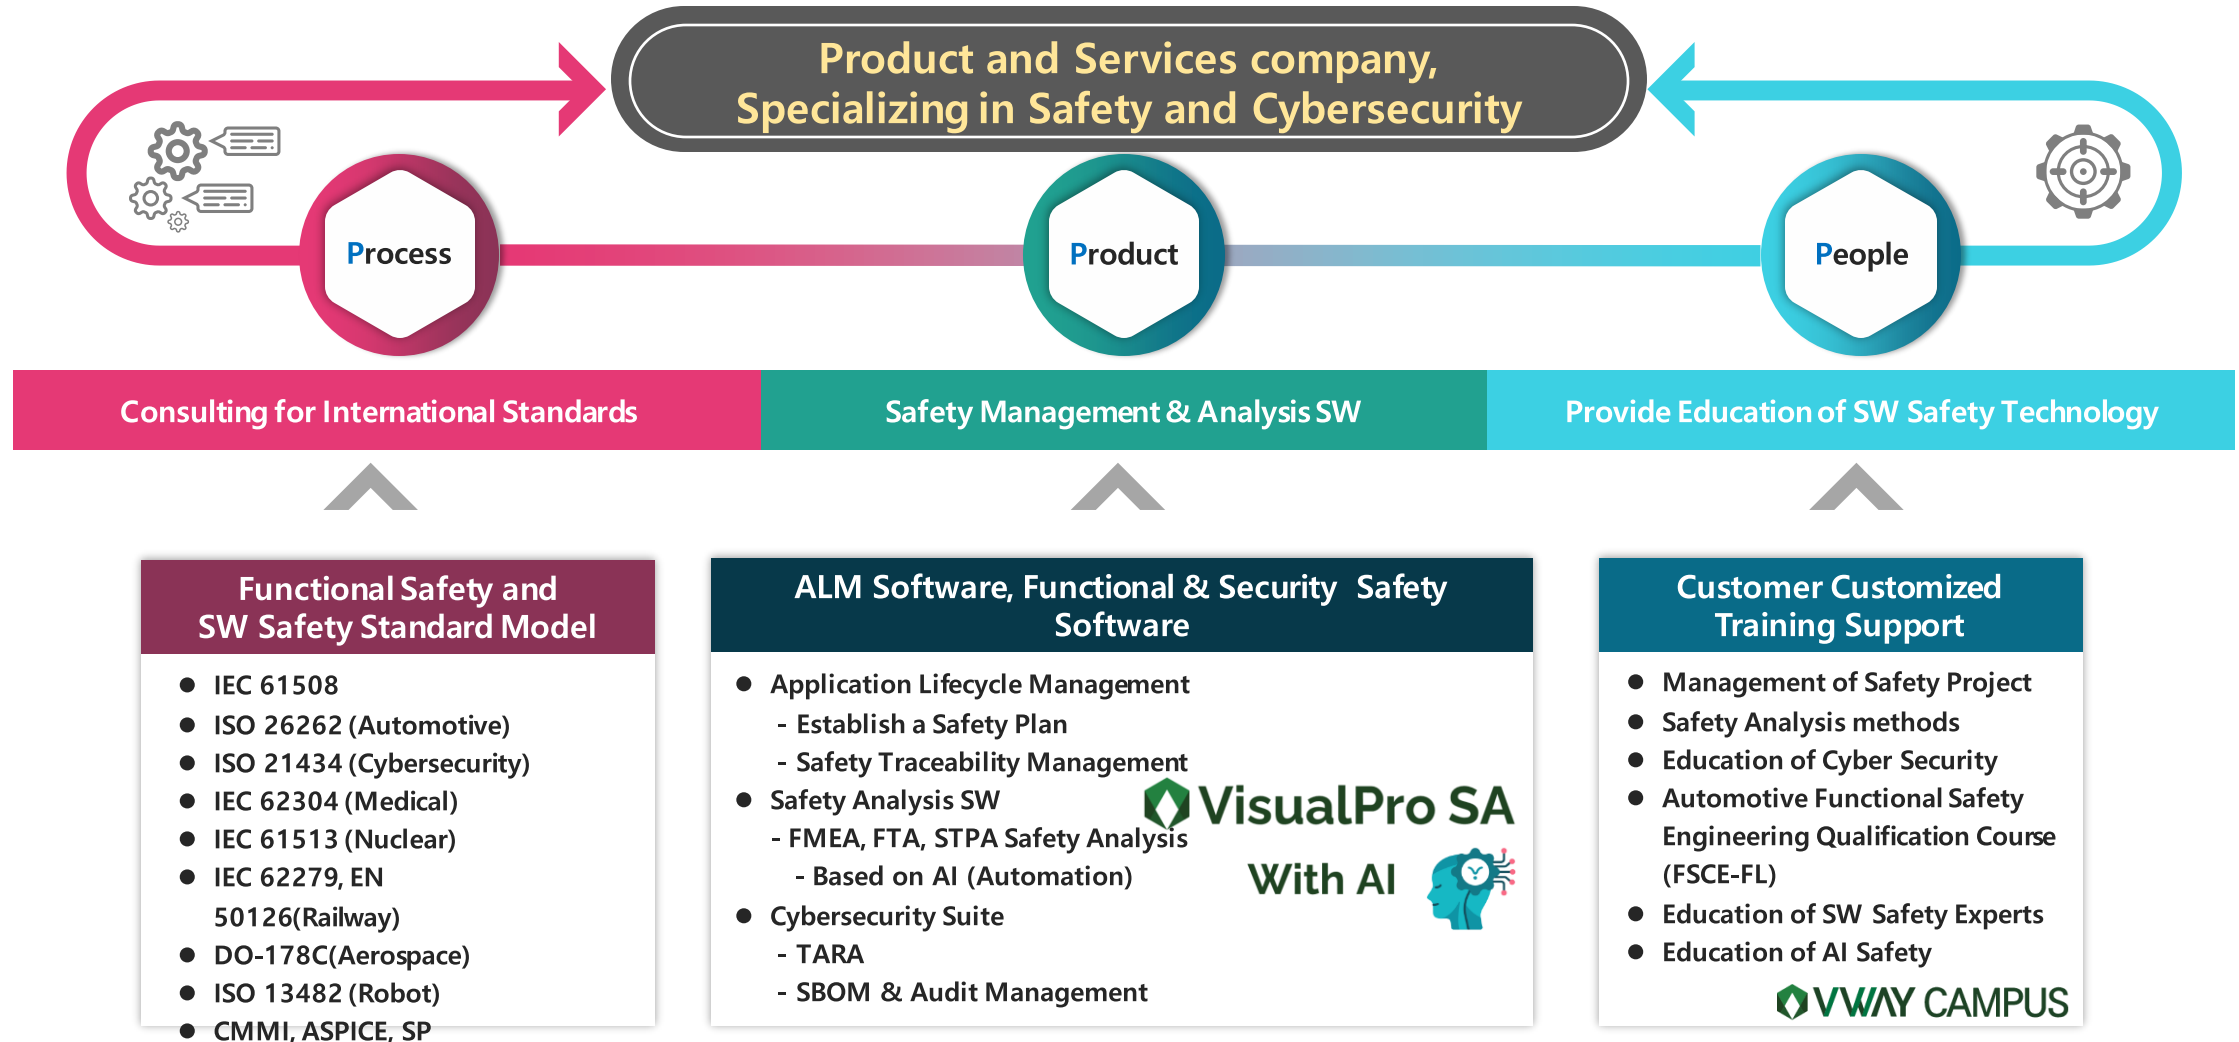 Product and Services company,
Specializing in Safety and Cybersecurity
Process
Product
People
Consulting for International Standards
Safety Management & Analysis SW
Provide Education of SW Safety Technology
Functional Safety and
SW Safety Standard Model
● IEC 61508
● ISO 26262 (Automotive)
● ISO 21434 (Cybersecurity)
● IEC 62304 (Medical)
● IEC 61513 (Nuclear)
● IEC 62279, EN
50126(Railway)
● DO-178C(Aerospace)
● ISO 13482 (Robot)
● CMMI, ASPICE, SP
ALM Software, Functional & Security Safety
Software
● Application Lifecycle Management
- Establish a Safety Plan
- Safety Traceability Management
● Safety Analysis SW
- FMEA, FTA, STPA Safety Analysis
- Based on AI (Automation)
● Cybersecurity Suite
- TARA
- SBOM & Audit Management
VisualPro SA
With AI
Customer Customized
Training Support
● Management of Safety Project
● Safety Analysis methods
● Education of Cyber Security
● Automotive Functional Safety
Engineering Qualification Course
(FSCE-FL)
● Education of SW Safety Experts
● Education of AI Safety
VWAY CAMPUS